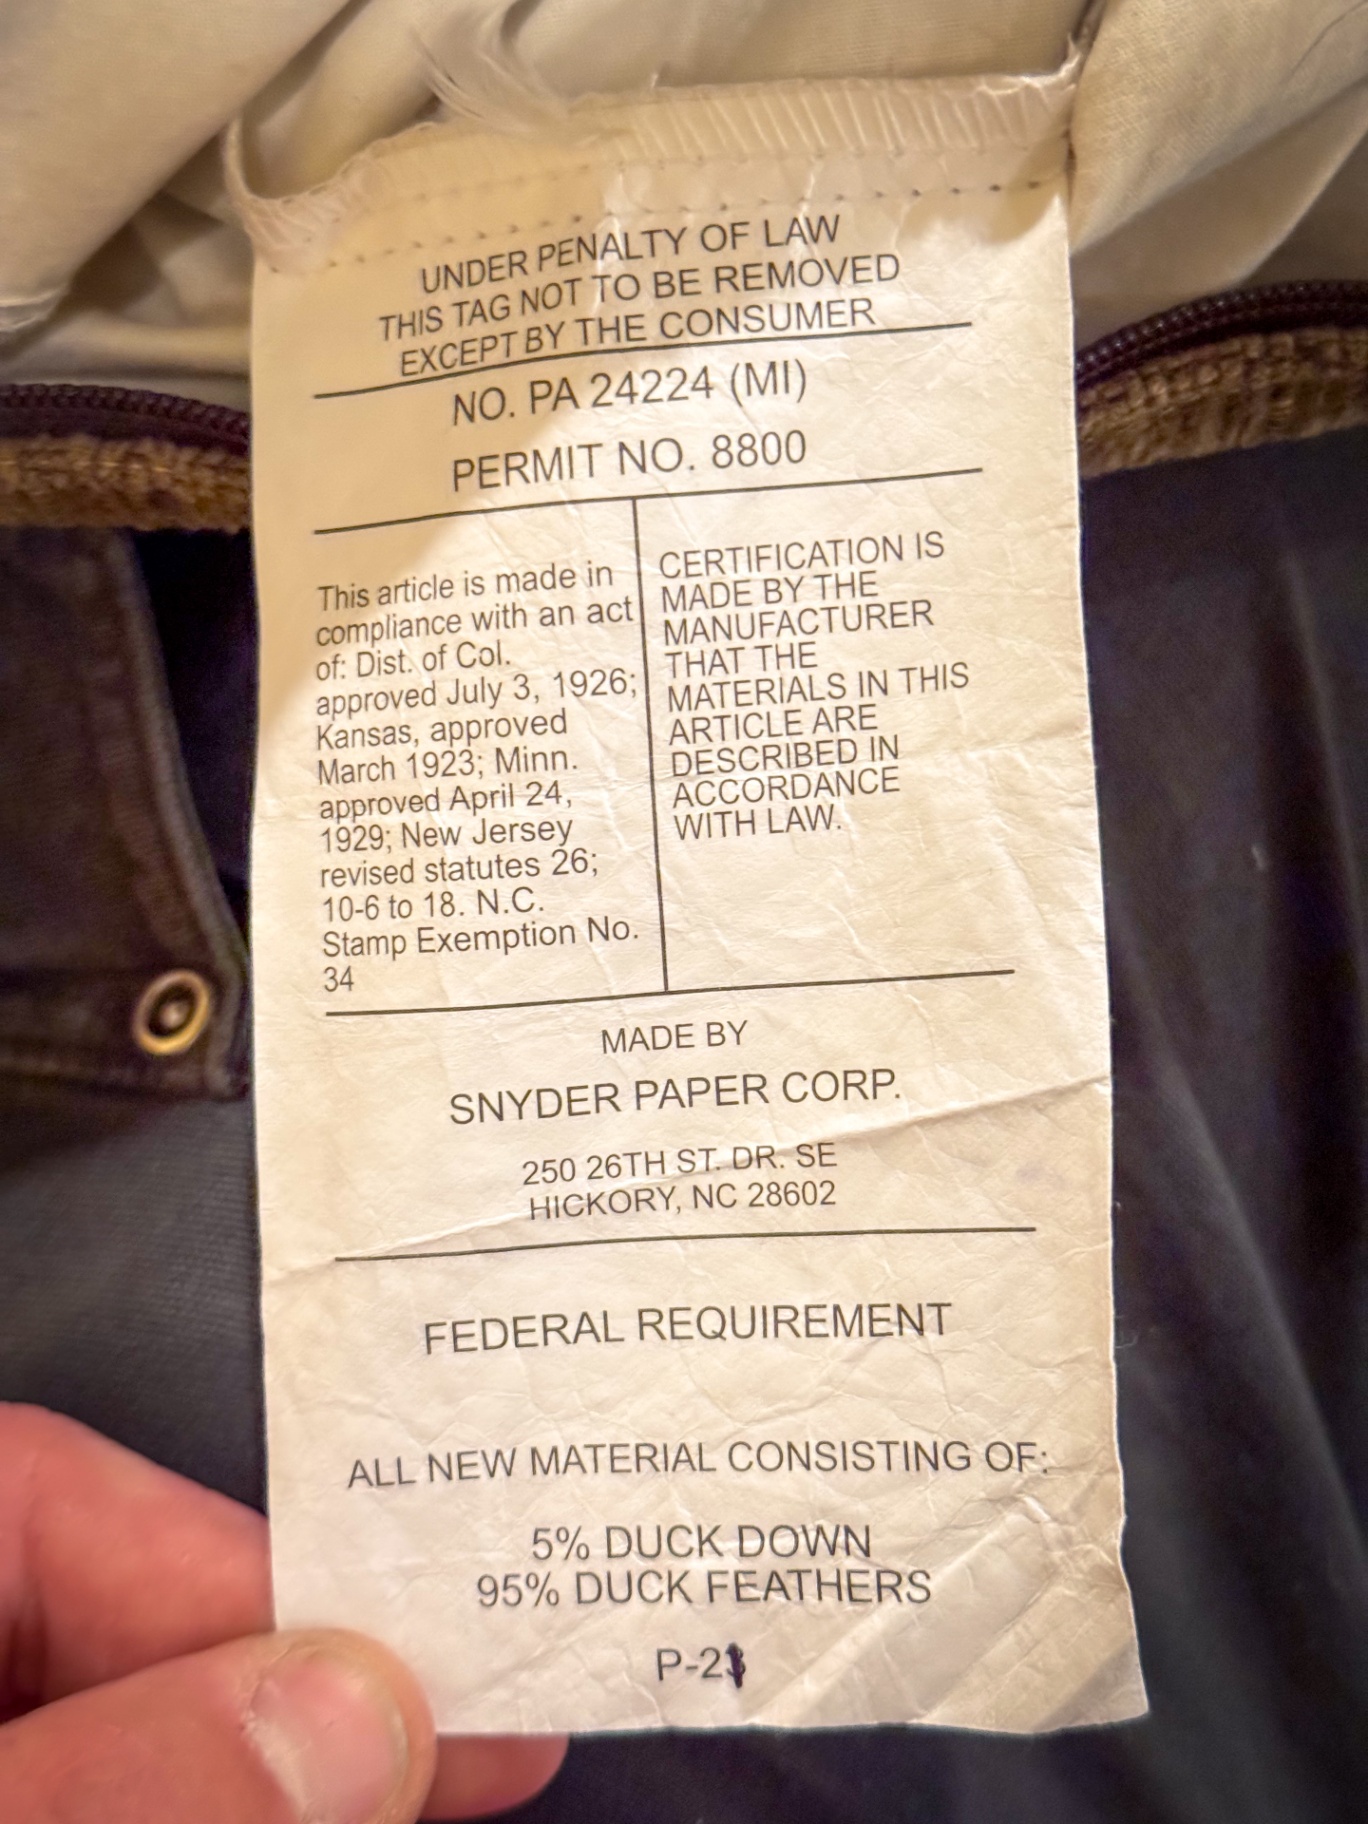 UNDER PENALTY OF LAW
THIS TAG NOT TO BE REMOVED
EXCEPT BY THE CONSUMER
NO. PA 24224 (MI)
PERMIT NO. 8800
This article is made in
compliance with an act
of: Dist. of Col.
approved July 3, 1926;
Kansas, approved
March 1923; Minn.
approved April 24,
1929; New Jersey
revised statutes 26;
10-6 to 18. N.C.
Stamp Exemption No.
34
CERTIFICATION IS
MADE BY THE
MANUFACTURER
THAT THE
MATERIALS IN THIS
ARTICLE ARE
DESCRIBED IN
ACCORDANCE
WITH LAW.
MADE BY
SNYDER PAPER CORP.
250 26TH ST. DR. SE
HICKORY, NC 28602
FEDERAL REQUIREMENT
ALL NEW MATERIAL CONSISTING OF:
5% DUCK DOWN
95% DUCK FEATHERS